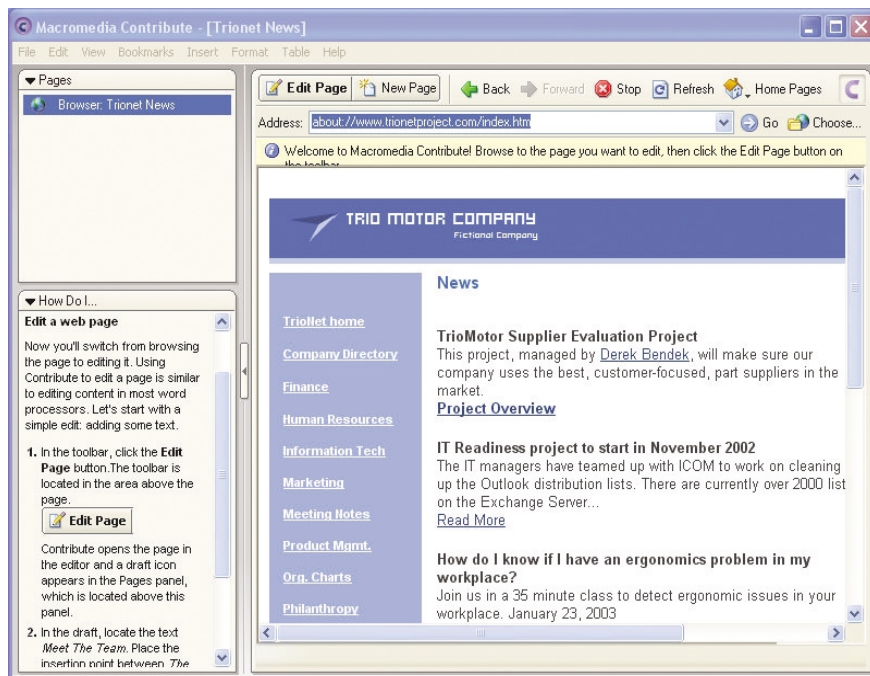 Macromedia Contribute - [Trionet News]
File Edit View Bookmarks Insert Format Table Help
Pages
Browser: Trionet News
How Do I...
Edit a web page
Now you'll switch from browsing
the page to editing it. Using
Contribute to edit a page is similar
to editing content in most word
processors. Let's start with a
simple edit: adding some text.
1. In the toolbar, click the Edit
Page button.The toolbar is
located in the area above the
page.
Edit Page
Contribute opens the page in
the editor and a draft icon
appears in the Pages panel,
which is located above this
panel.
2. In the draft, locate the text
Meet The Team. Place the
insertion point between The
Edit Page New Page Back Forward Stop Refresh Home Pages
Address: about://www.trionetproject.com/index.htm Go Choose...
Welcome to Macromedia Contribute! Browse to the page you want to edit, then click the Edit Page button on
the toolbar
TRIO MOTOR COMPANY
Fictional Company
TrioNet home
Company Directory
Finance
Human Resources
Information Tech
Marketing
Meeting Notes
Product Mgmt.
Org. Charts
Philanthropy
News
TrioMotor Supplier Evaluation Project
This project, managed by Derek Bendek, will make sure our
company uses the best, customer-focused, part suppliers in the
market.
Project Overview
IT Readiness project to start in November 2002
The IT managers have teamed up with ICOM to work on cleaning
up the Outlook distribution lists. There are currently over 2000 list
on the Exchange Server...
Read More
How do I know if I have an ergonomics problem in my
workplace?
Join us in a 35 minute class to detect ergonomic issues in your
workplace. January 23, 2003